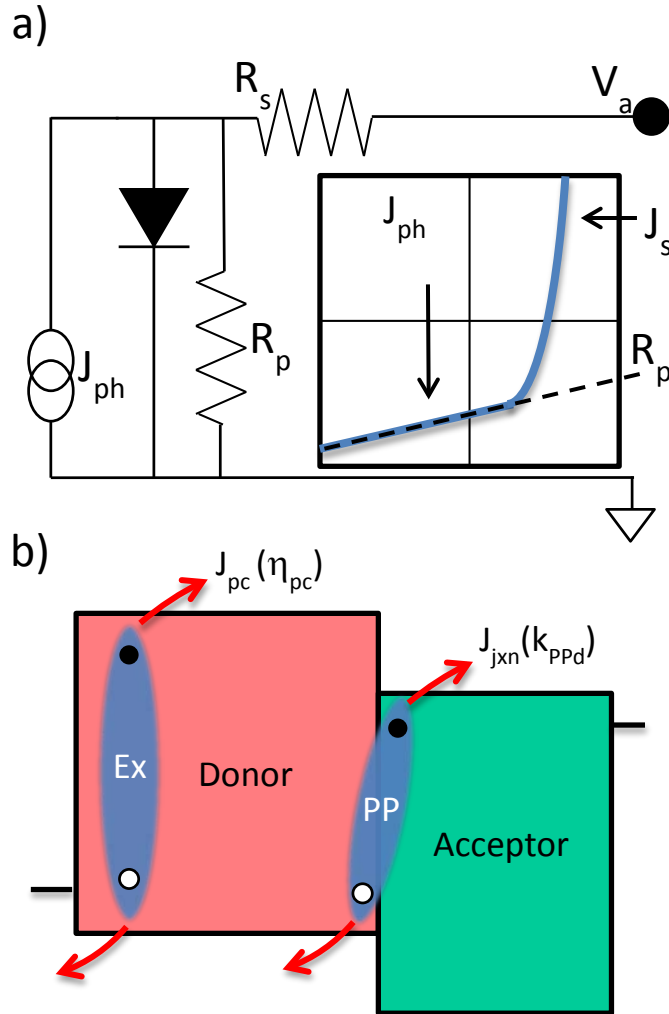 a)
R_s
V_a
J_ph
J_s
R_p
R_p
J_ph
b)
J_pc (η_pc)
J_jxn(k_PPd)
Ex
Donor
PP
Acceptor